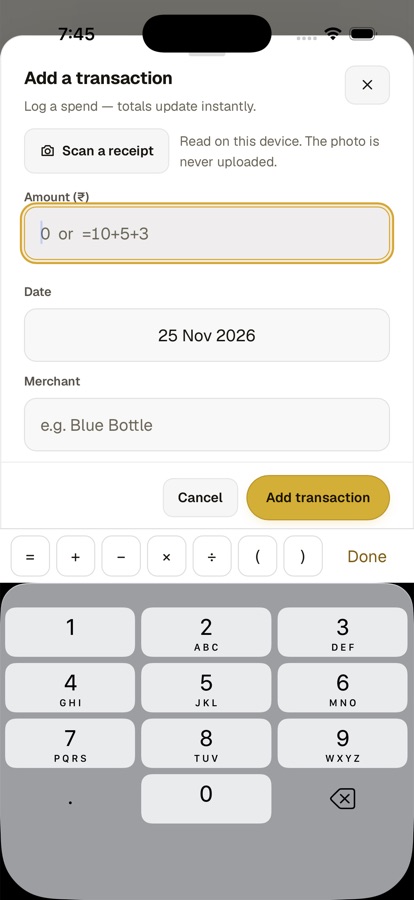 7:45
Add a transaction
Log a spend — totals update instantly.
Scan a receipt
Read on this device. The photo is
never uploaded.
Amount (₹)
0 or =10+5+3
Date
25 Nov 2026
Merchant
e.g. Blue Bottle
Cancel
Add transaction
= + − × ÷ ( ) Done
1 2 3
ABC DEF
4 5 6
GHI JKL MNO
7 8 9
PQRS TUV WXYZ
. 0